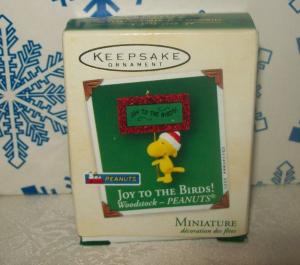 KEEPSAKE
ORNAMENT
JOY TO THE BIRDS!
PEANUTS
JOY TO THE BIRDS!
Woodstock – PEANUTS®
MINIATURE
décoration des fêtes